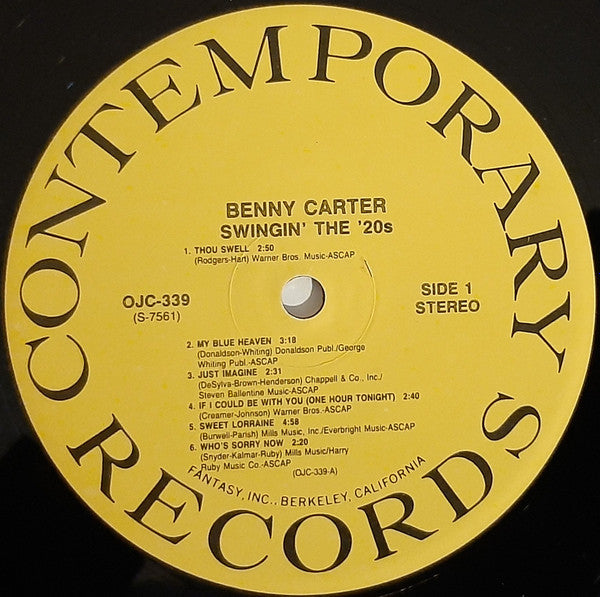 CONTEMPORARY RECORDS
BENNY CARTER
SWINGIN' THE '20s
1. THOU SWELL 2:50
(Rodgers-Hart) Warner Bros. Music-ASCAP
OJC-339
(S-7561)
SIDE 1
STEREO
2. MY BLUE HEAVEN 3:18
(Donaldson-Whiting) Donaldson Publ./George
Whiting Publ.-ASCAP
3. JUST IMAGINE 2:31
(DeSylva-Brown-Henderson) Chappell & Co., Inc./
Steven Ballentine Music-ASCAP
4. IF I COULD BE WITH YOU (ONE HOUR TONIGHT) 2:40
(Creamer-Johnson) Warner Bros.-ASCAP
5. SWEET LORRAINE 4:58
(Burwell-Parish) Mills Music, Inc./Everbright Music-ASCAP
6. WHO'S SORRY NOW 2:20
(Snyder-Kalmar-Ruby) Mills Music/Harry
Ruby Music Co.-ASCAP
(OJC-339-A)
FANTASY, INC., BERKELEY, CALIFORNIA